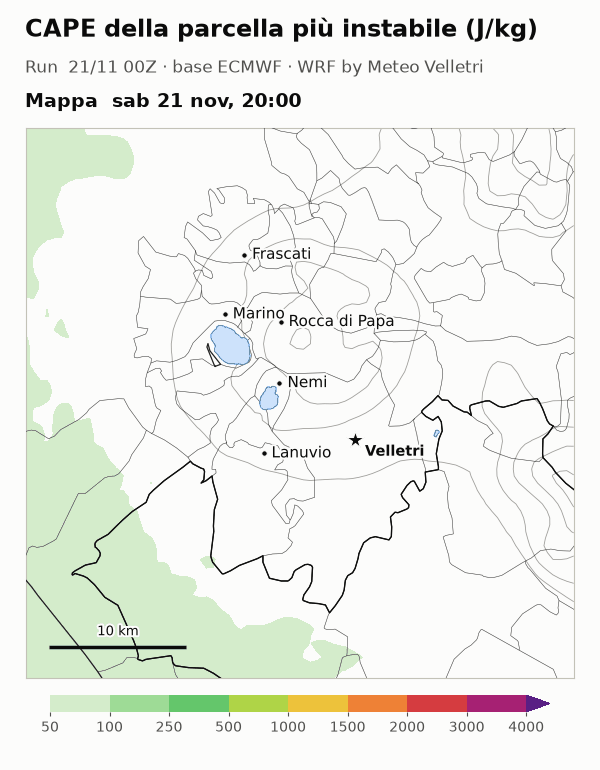 CAPE della parcella più instabile (J/kg)
Run  21/11 00Z · base ECMWF · WRF by Meteo Velletri
Mappa  sab 21 nov, 20:00
Frascati
Marino
Rocca di Papa
Nemi
Velletri
Lanuvio
10 km
50 100 250 500 1000 1500 2000 3000 4000